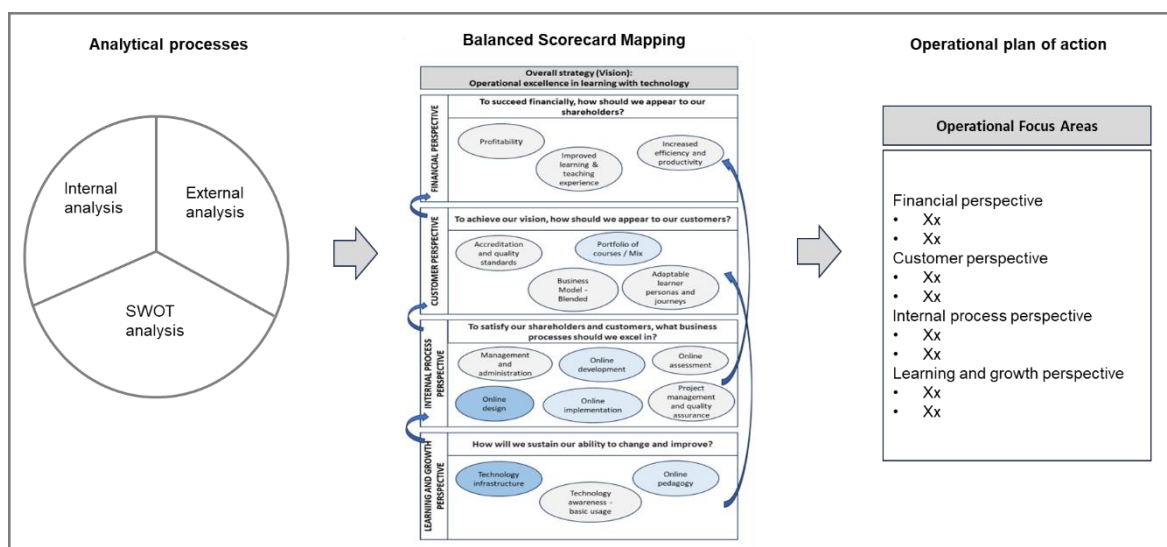 Analytical processes
Internal
analysis
External
analysis
SWOT
analysis
Balanced Scorecard Mapping
Overall strategy (Vision):
Operational excellence in learning with technology
FINANCIAL PERSPECTIVE
To succeed financially, how should we appear to our
shareholders?
Profitability
Improved
learning &
teaching
experience
Increased
efficiency and
productivity
CUSTOMER PERSPECTIVE
To achieve our vision, how should we appear to our customers?
Accreditation
and quality
standards
Portfolio of
courses / Mix
Business
Model -
Blended
Adaptable
learner
personas and
journeys
INTERNAL PROCESS
PERSPECTIVE
To satisfy our shareholders and customers, what business
processes should we excel in?
Management
and
administration
Online
development
Online
assessment
Online
design
Online
implementation
Project
management
and quality
assurance
LEARNING AND GROWTH
PERSPECTIVE
How will we sustain our ability to change and improve?
Technology
infrastructure
Technology
awareness -
basic usage
Online
pedagogy
Operational plan of action
Operational Focus Areas
Financial perspective
• Xx
• Xx
Customer perspective
• Xx
• Xx
Internal process perspective
• Xx
• Xx
Learning and growth perspective
• Xx
• Xx